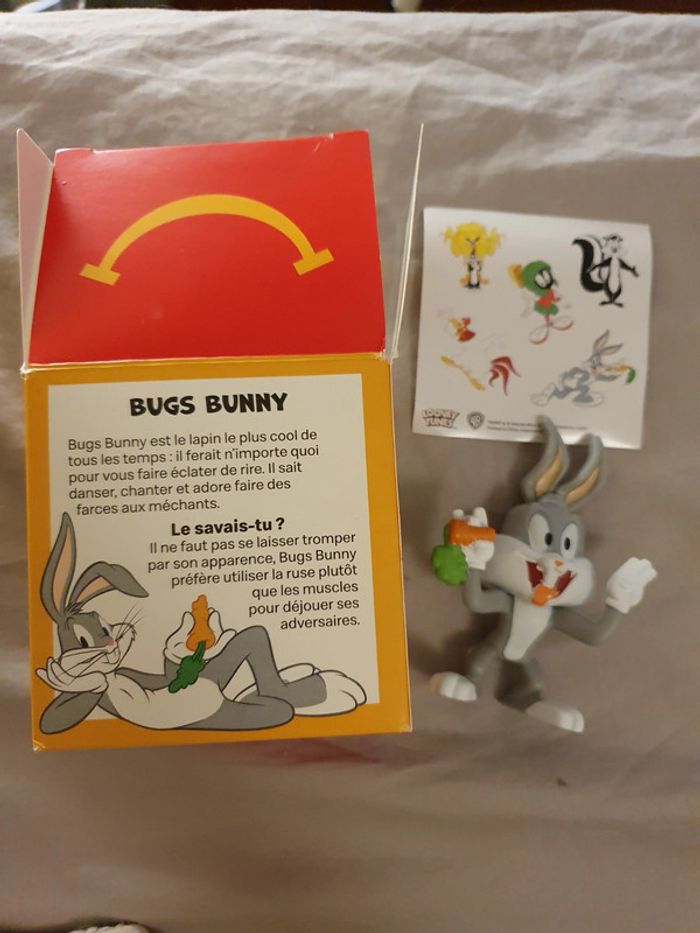 BUGS BUNNY
Bugs Bunny est le lapin le plus cool de
tous les temps : il ferait n'importe quoi
pour vous faire éclater de rire. Il sait
danser, chanter et adore faire des
farces aux méchants.
Le savais-tu ?
Il ne faut pas se laisser tromper
par son apparence, Bugs Bunny
préfère utiliser la ruse plutôt
que les muscles
pour déjouer ses
adversaires.
LOONEY
TUNES